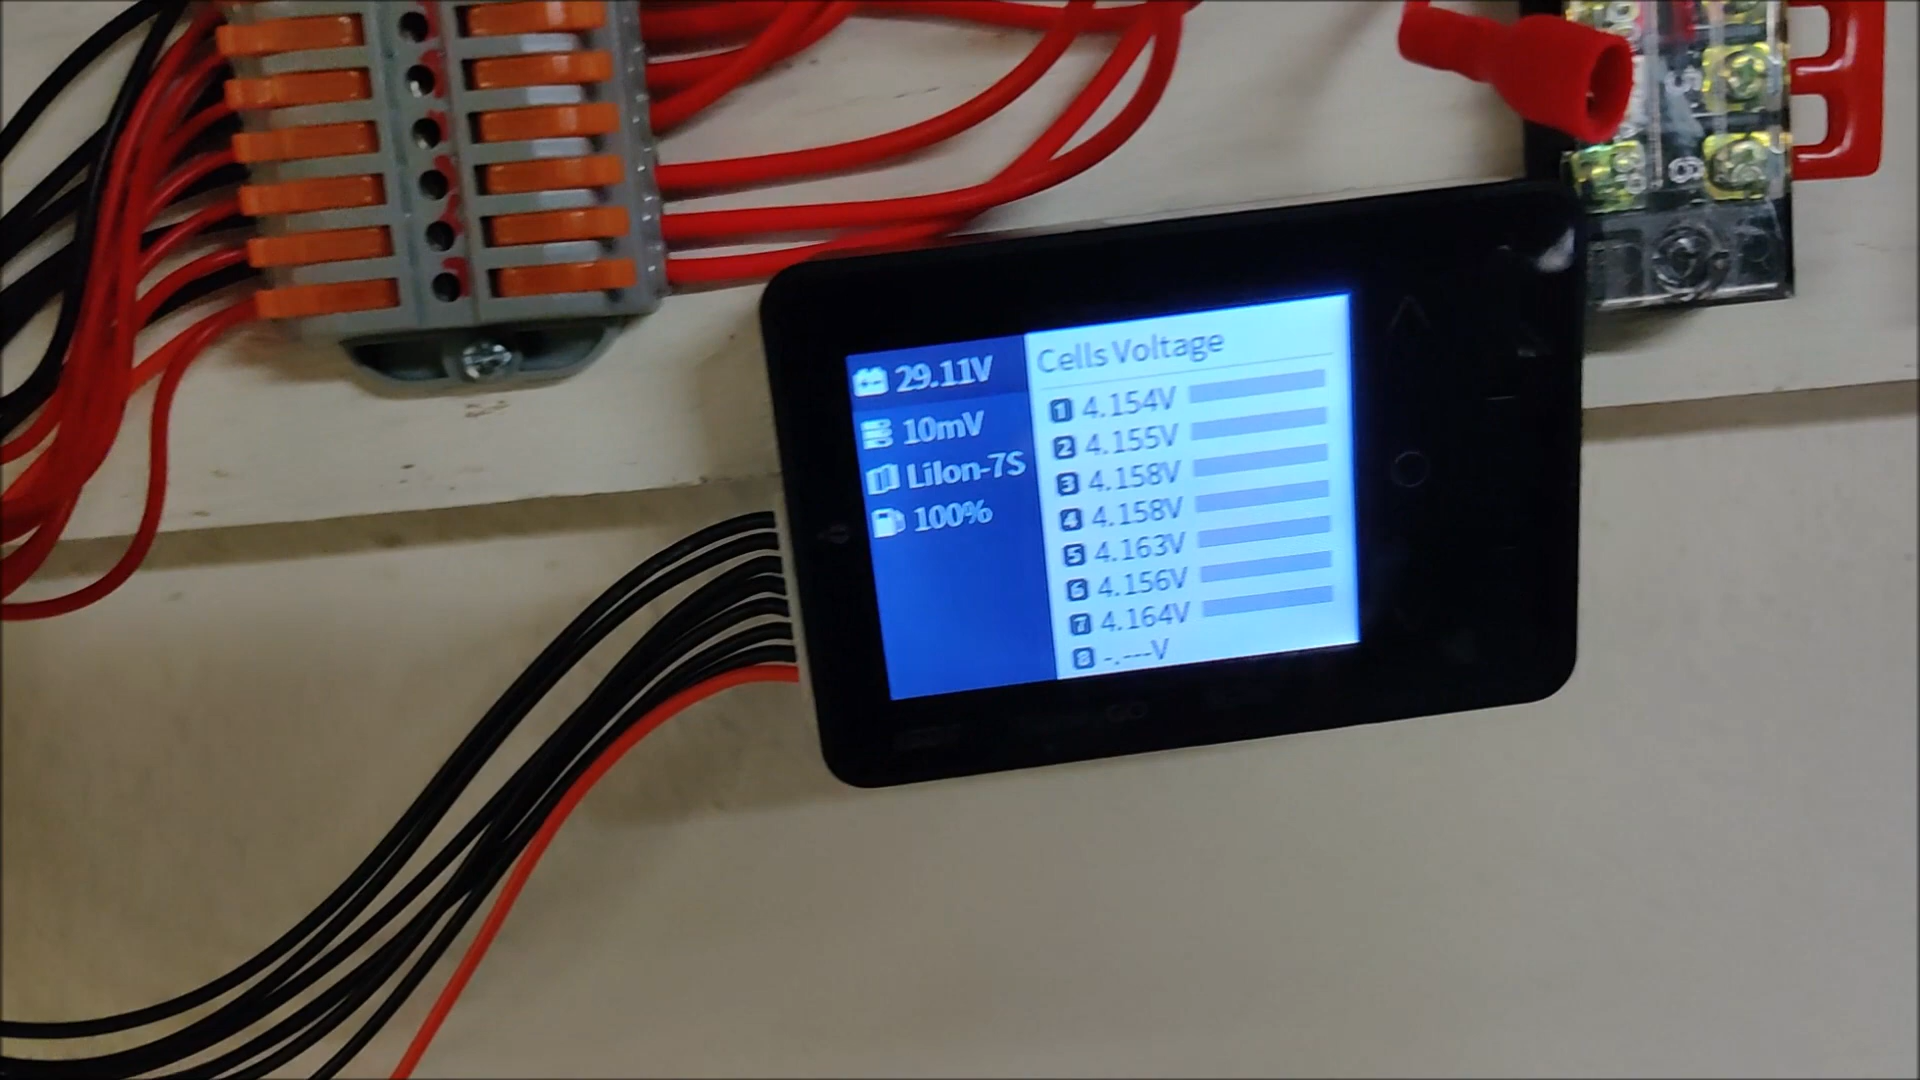 29.11V
10mV
LiIon-7S
100%
Cells Voltage
1 4.154V
2 4.155V
3 4.158V
4 4.158V
5 4.163V
6 4.156V
7 4.164V
8 -.---V